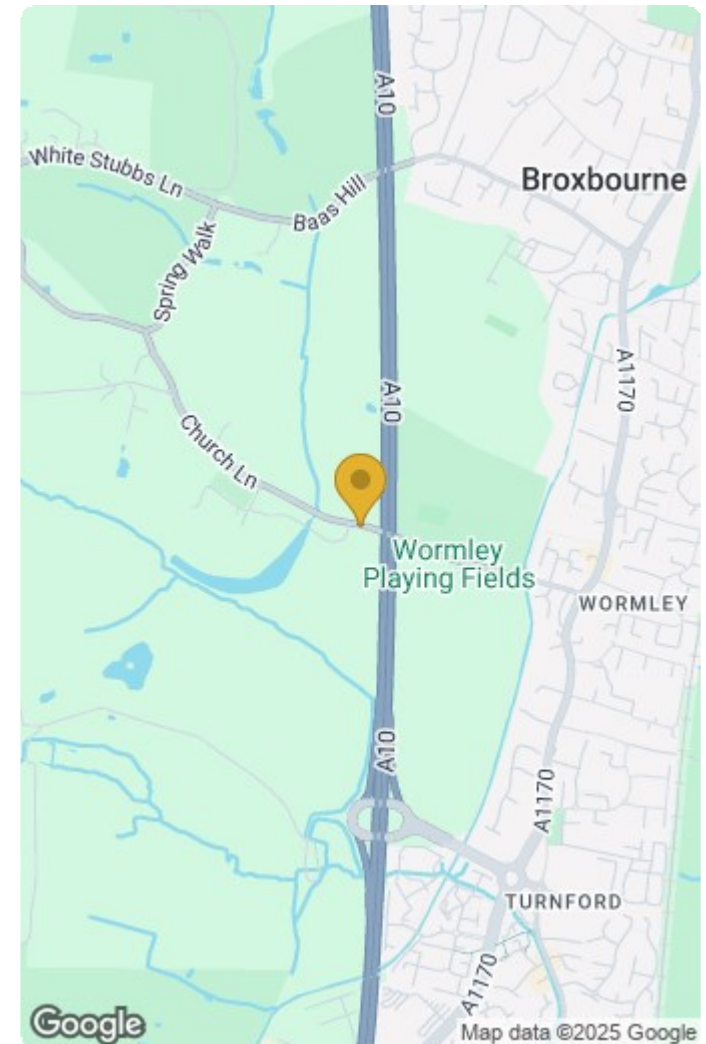 A10
White Stubbs Ln
Baas Hill
Broxbourne
Spring Walk
A1170
A10
Church Ln
Wormley
Playing Fields
WORMLEY
A10
A1170
TURNFORD
A1170
Google
Map data ©2025 Google